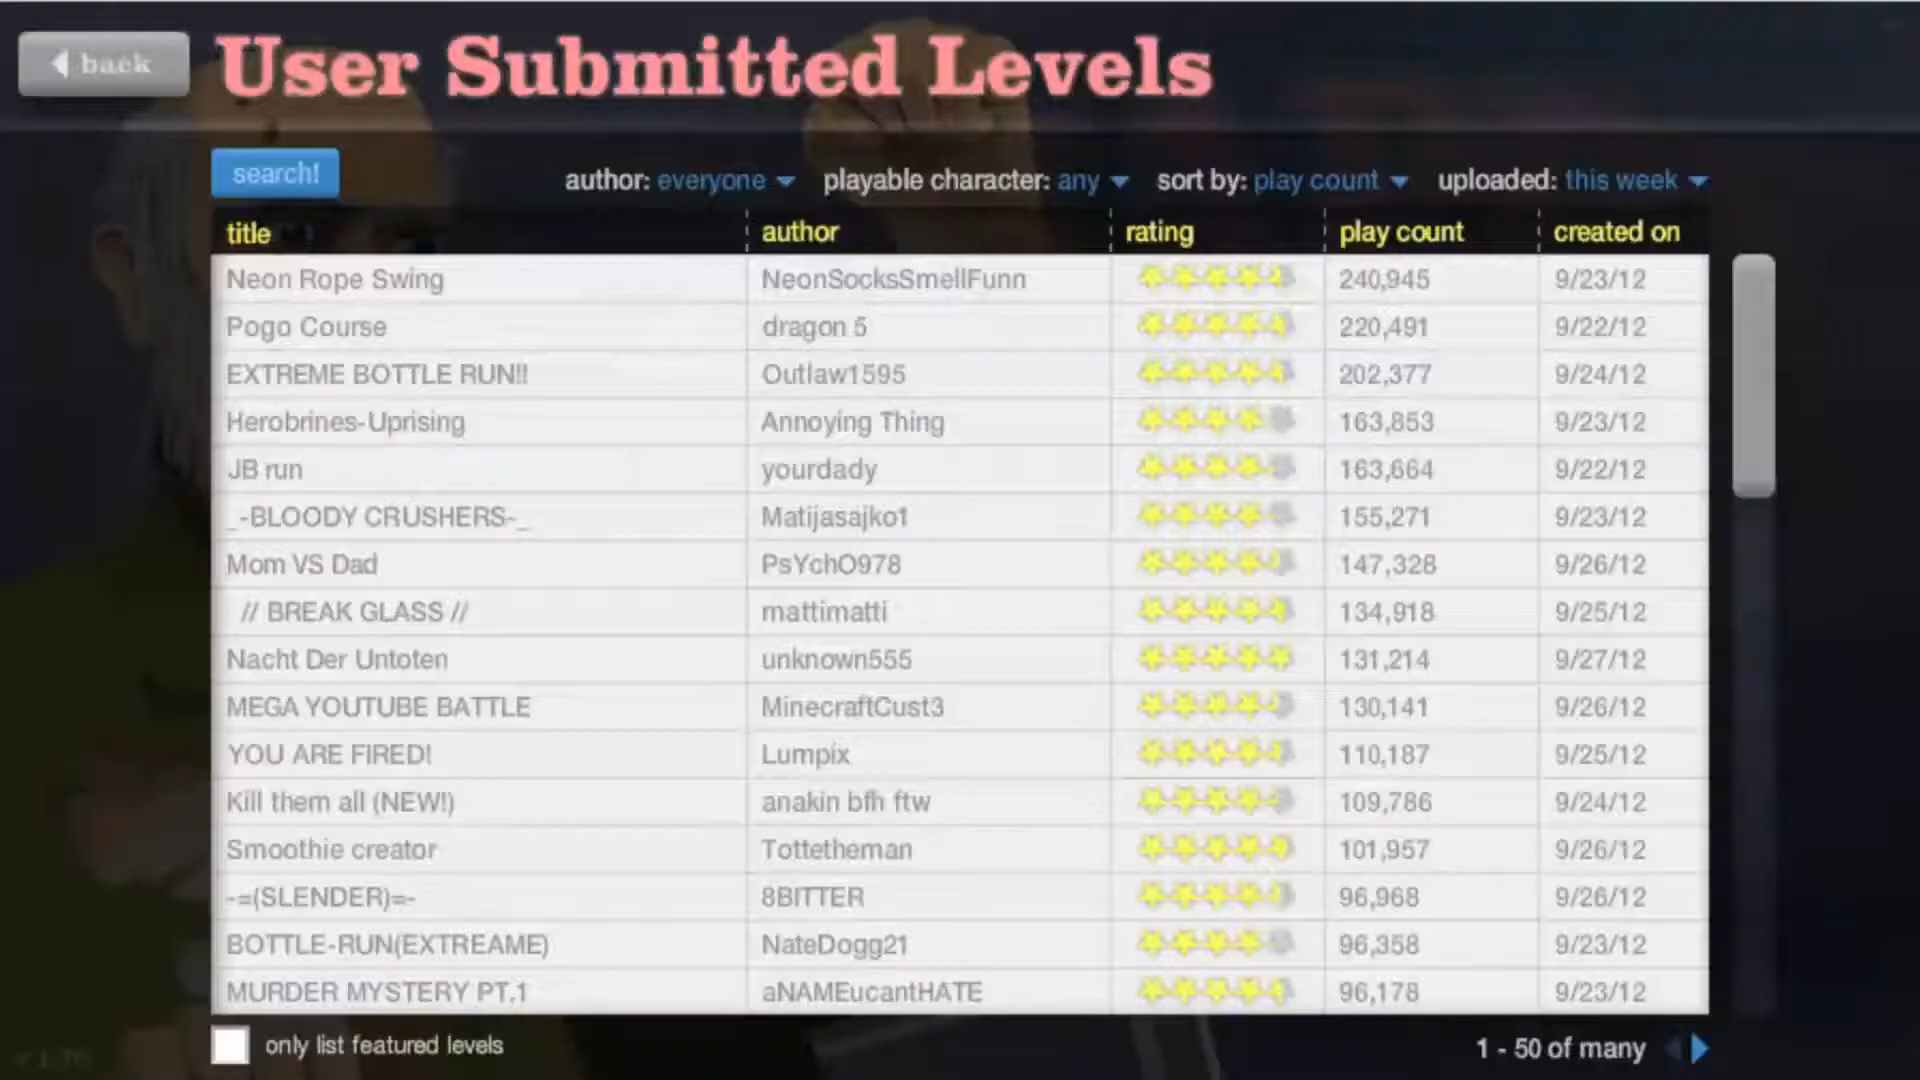 back
User Submitted Levels
search!
author: everyone playable character: any sort by: play count uploaded: this week
title author rating play count created on
Neon Rope Swing NeonSocksSmellFunn 240,945 9/23/12
Pogo Course dragon 5 220,491 9/22/12
EXTREME BOTTLE RUN!! Outlaw1595 202,377 9/24/12
Herobrines-Uprising Annoying Thing 163,853 9/23/12
JB run yourdady 163,664 9/22/12
_-BLOODY CRUSHERS-_ Matijasajko1 155,271 9/23/12
Mom VS Dad PsYchO978 147,328 9/26/12
// BREAK GLASS // mattimatti 134,918 9/25/12
Nacht Der Untoten unknown555 131,214 9/27/12
MEGA YOUTUBE BATTLE MinecraftCust3 130,141 9/26/12
YOU ARE FIRED! Lumpix 110,187 9/25/12
Kill them all (NEW!) anakin bfh ftw 109,786 9/24/12
Smoothie creator Tottetheman 101,957 9/26/12
-=(SLENDER)=- 8BITTER 96,968 9/26/12
BOTTLE-RUN(EXTREAME) NateDogg21 96,358 9/23/12
MURDER MYSTERY PT.1 aNAMEucantHATE 96,178 9/23/12
only list featured levels
1 - 50 of many